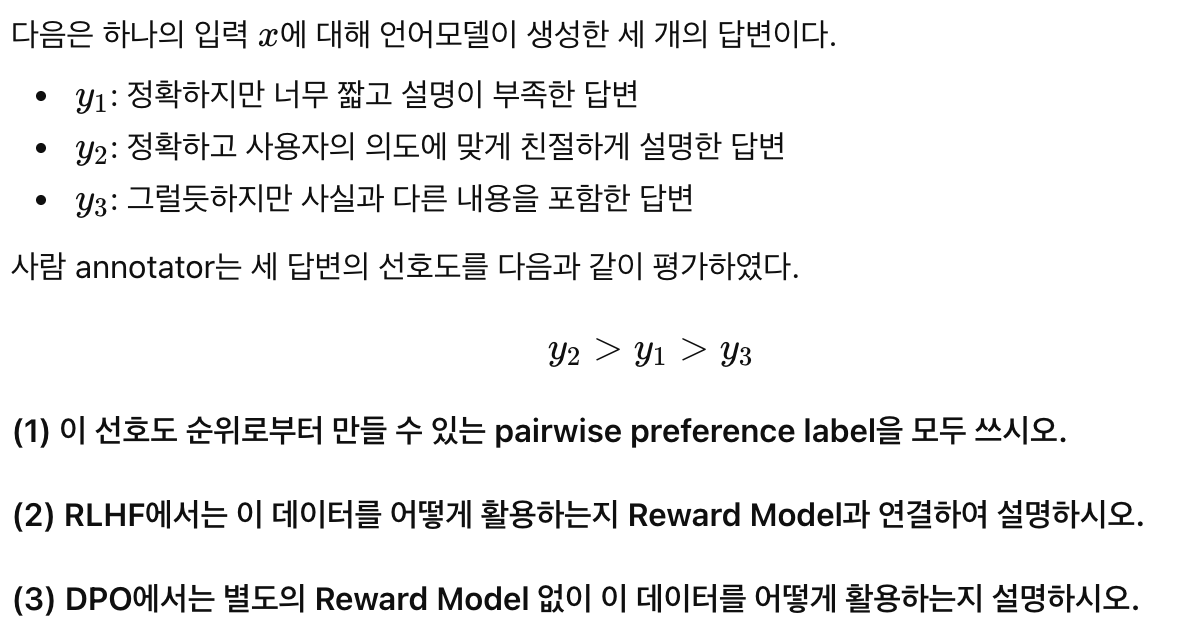 다음은 하나의 입력 x에 대해 언어모델이 생성한 세 개의 답변이다.
• y₁: 정확하지만 너무 짧고 설명이 부족한 답변
• y₂: 정확하고 사용자의 의도에 맞게 친절하게 설명한 답변
• y₃: 그럴듯하지만 사실과 다른 내용을 포함한 답변
사람 annotator는 세 답변의 선호도를 다음과 같이 평가하였다.
y₂ > y₁ > y₃
(1) 이 선호도 순위로부터 만들 수 있는 pairwise preference label을 모두 쓰시오.
(2) RLHF에서는 이 데이터를 어떻게 활용하는지 Reward Model과 연결하여 설명하시오.
(3) DPO에서는 별도의 Reward Model 없이 이 데이터를 어떻게 활용하는지 설명하시오.